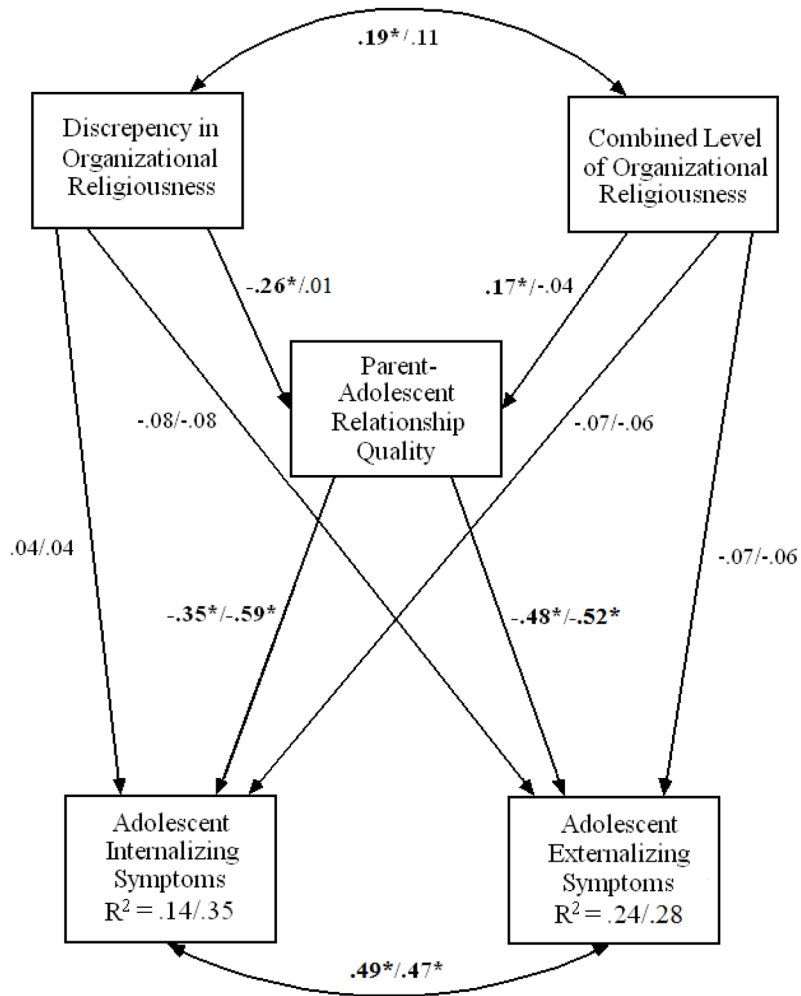 .19*/.11
Discrepency in
Organizational
Religiousness
Combined Level
of Organizational
Religiousness
-.26*/.01
.17*/-.04
Parent-
Adolescent
Relationship
Quality
-.08/-.08
-.07/-.06
.04/.04
-.07/-.06
-.35*/-.59*
-.48*/-.52*
Adolescent
Internalizing
Symptoms
R² = .14/.35
Adolescent
Externalizing
Symptoms
R² = .24/.28
.49*/.47*